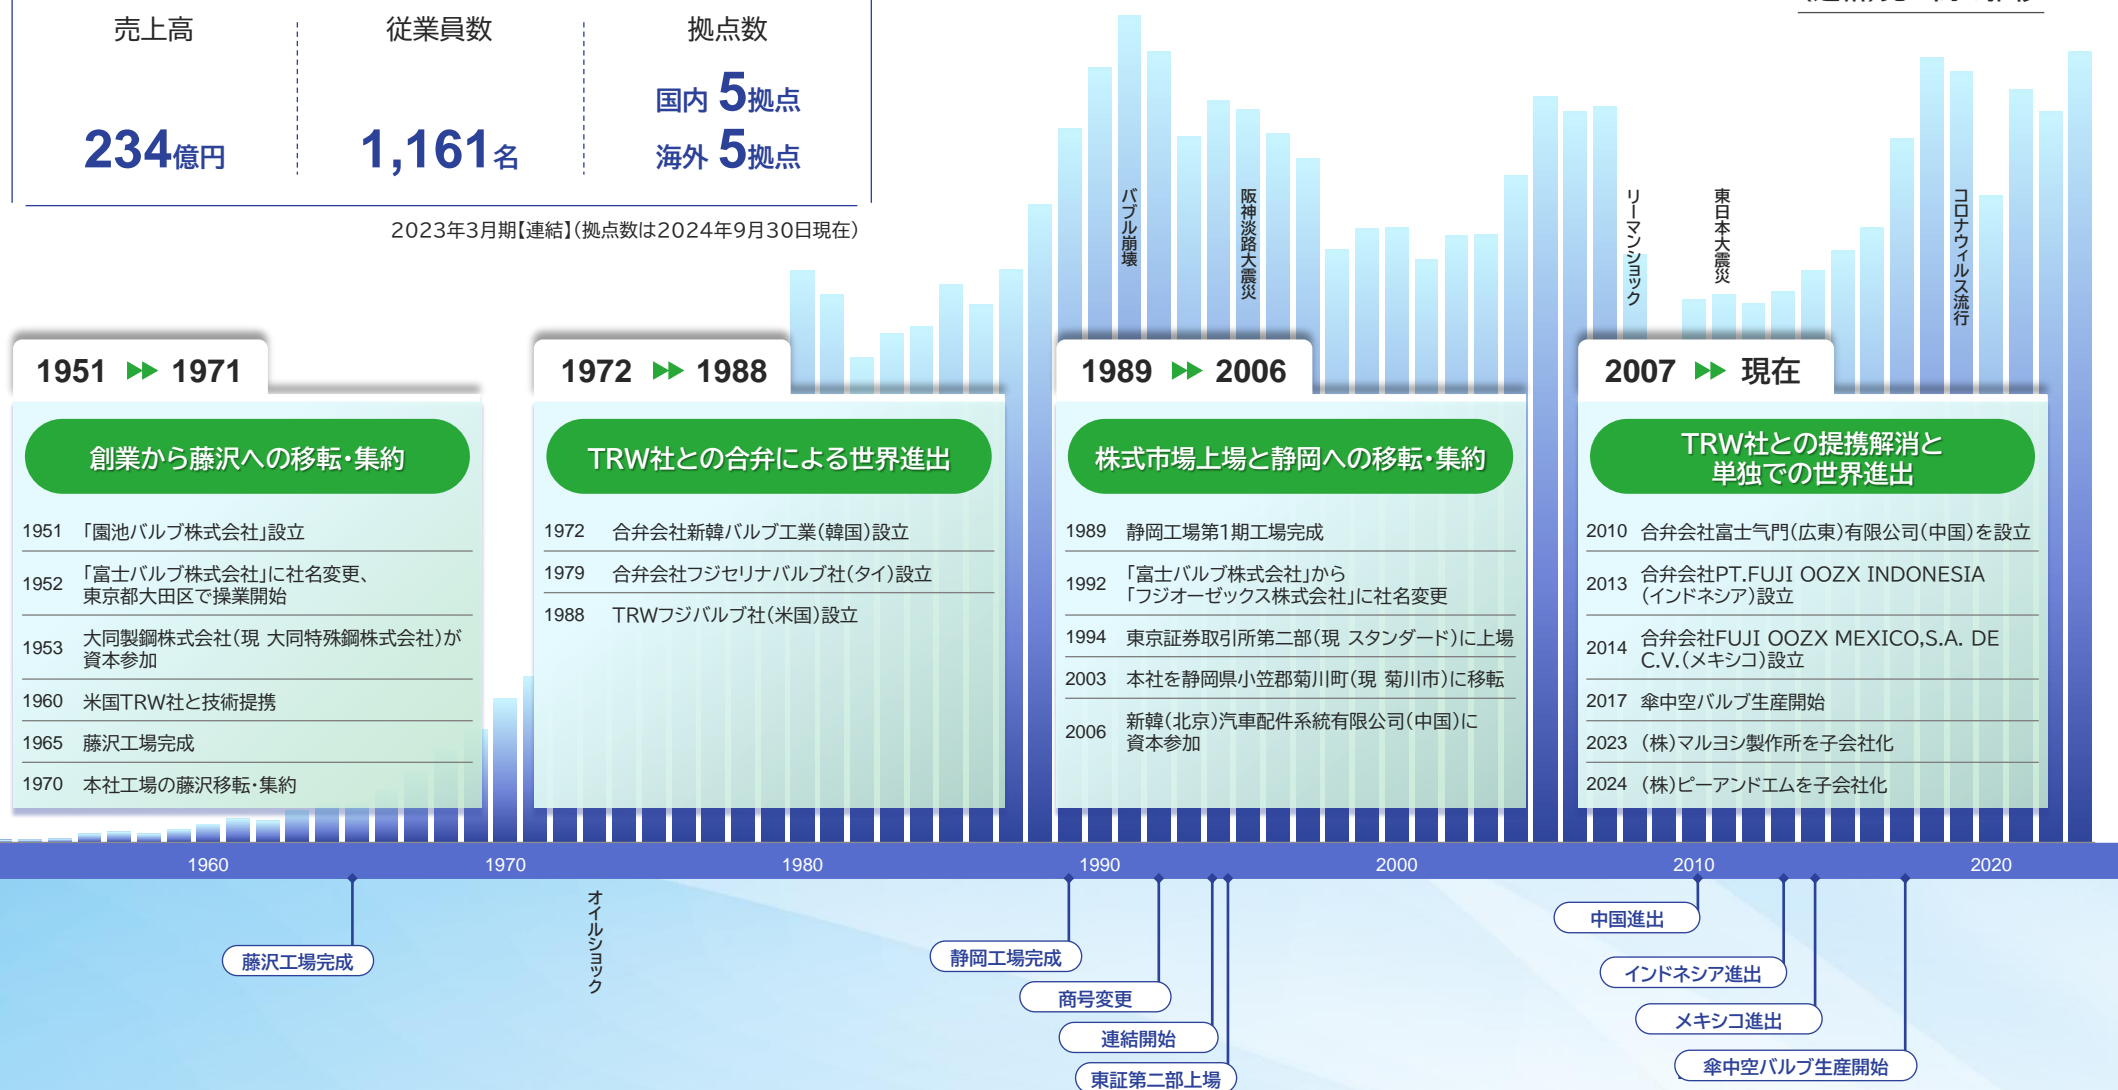 売上高
従業員数
拠点数
国内 5拠点
海外 5拠点
234億円
1,161名
2023年3月期【連結】(拠点数は2024年9月30日現在)
バブル崩壊
阪神淡路大震災
リーマンショック
東日本大震災
コロナウィルス流行
1951 ▶▶ 1971
創業から藤沢への移転・集約
1951 「園池バルブ株式会社」設立
1952 「富士バルブ株式会社」に社名変更、
東京都大田区で操業開始
1953 大同製鋼株式会社(現 大同特殊鋼株式会社)が
資本参加
1960 米国TRW社と技術提携
1965 藤沢工場完成
1970 本社工場の藤沢移転・集約
1972 ▶▶ 1988
TRW社との合弁による世界進出
1972 合弁会社新韓バルブ工業(韓国)設立
1979 合弁会社フジセリナバルブ社(タイ)設立
1988 TRWフジバルブ社(米国)設立
1989 ▶▶ 2006
株式市場上場と静岡への移転・集約
1989 静岡工場第1期工場完成
1992 「富士バルブ株式会社」から
「フジオーゼックス株式会社」に社名変更
1994 東京証券取引所第二部(現 スタンダード)に上場
2003 本社を静岡県小笠郡菊川町(現 菊川市)に移転
2006 新韓(北京)汽車配件系統有限公司(中国)に
資本参加
2007 ▶▶ 現在
TRW社との提携解消と
単独での世界進出
2010 合弁会社富士气門(広東)有限公司(中国)を設立
2013 合弁会社PT.FUJI OOZX INDONESIA
(インドネシア)設立
2014 合弁会社FUJI OOZX MEXICO,S.A. DE
C.V.(メキシコ)設立
2017 傘中空バルブ生産開始
2023 (株)マルヨシ製作所を子会社化
2024 (株)ピーアンドエムを子会社化
1960 1970 1980 1990 2000 2010 2020
オイルショック
藤沢工場完成
静岡工場完成
商号変更
連結開始
東証第二部上場
中国進出
インドネシア進出
メキシコ進出
傘中空バルブ生産開始